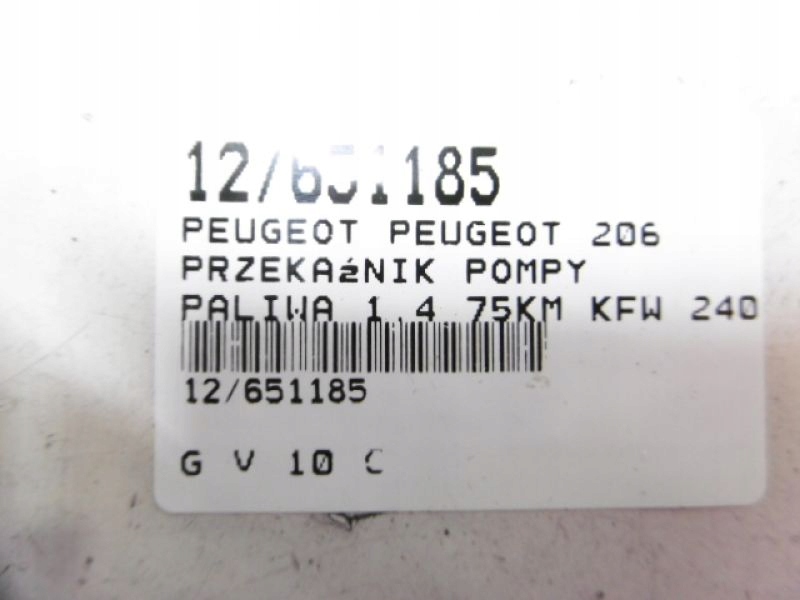 12/651185
PEUGEOT PEUGEOT 206
PRZEKAźNIK POMPY
PALIWA 1.4 75KM KFW 240
12/651185
G V 10 C